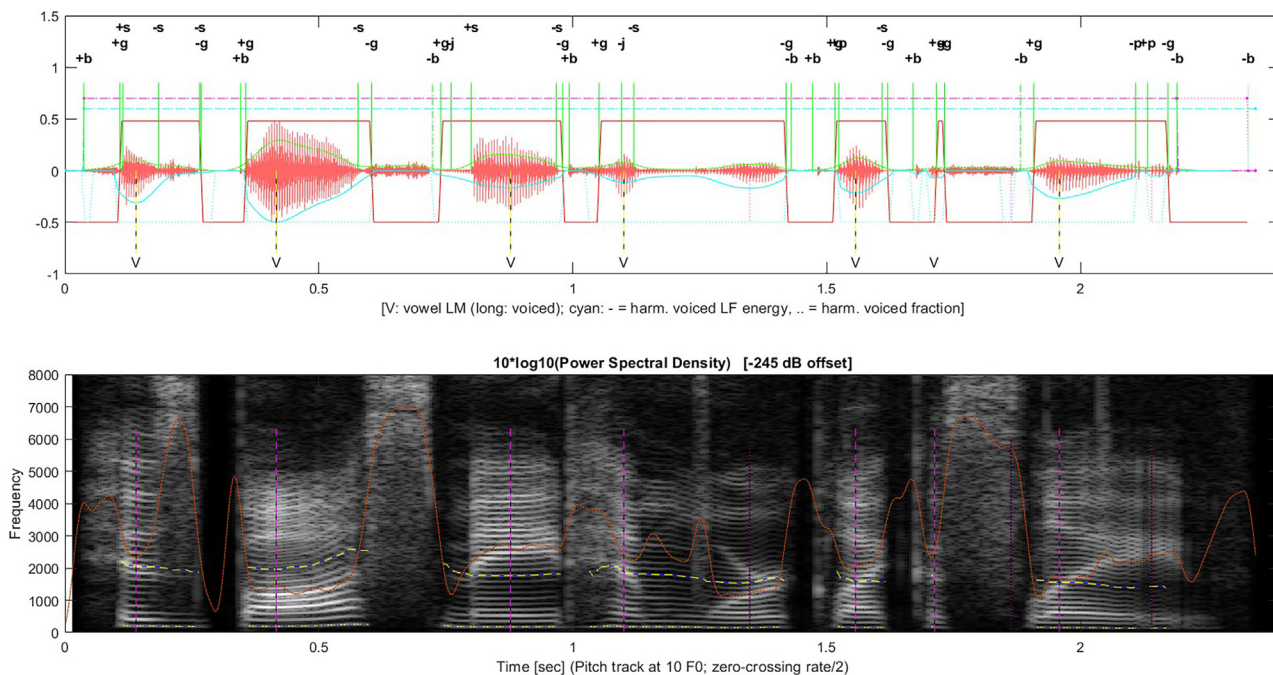 1.5
+s -s -s -s -s -s -s
+g -g +g -g +g -j -g +g -j -g -g +g -p +p -g
+b +b -b +b -b +b +b -b -b -b
1
0.5
0
-0.5
V V V V V V V
-1
0 0.5 1 1.5 2
[V: vowel LM (long: voiced); cyan: - = harm. voiced LF energy, .. = harm. voiced fraction]
10*log10(Power Spectral Density) [-245 dB offset]
8000
7000
6000
5000
4000
3000
2000
1000
0
Frequency
0 0.5 1 1.5 2
Time [sec] (Pitch track at 10 F0; zero-crossing rate/2)